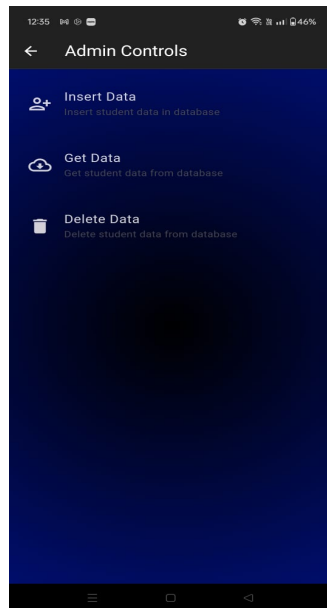 12:35 46%
Admin Controls
Insert Data
Insert student data in database
Get Data
Get student data from database
Delete Data
Delete student data from database